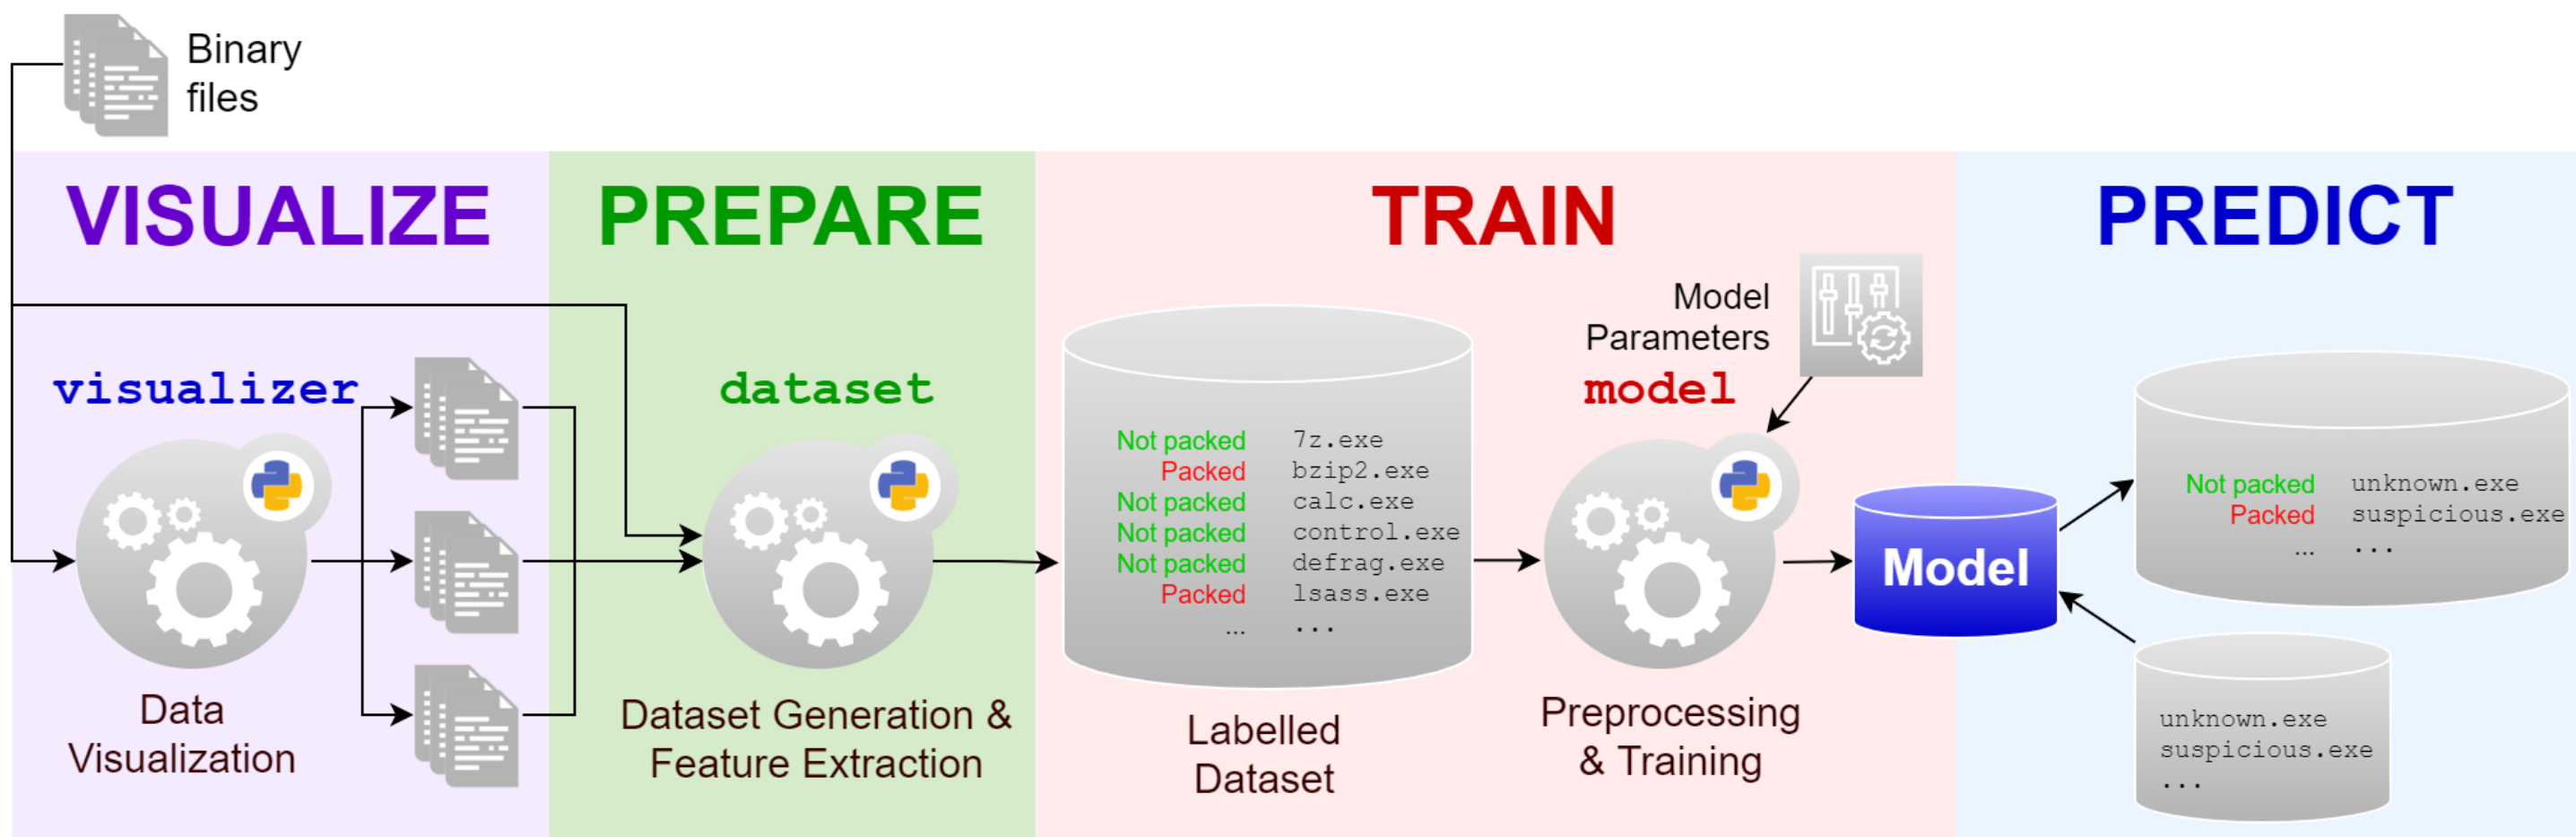 Binary
files
VISUALIZE
PREPARE
TRAIN
PREDICT
visualizer
Data
Visualization
dataset
Dataset Generation &
Feature Extraction
Not packed 7z.exe
Packed bzip2.exe
Not packed calc.exe
Not packed control.exe
Not packed defrag.exe
Packed lsass.exe
... ...
Labelled
Dataset
Model
Parameters
model
Preprocessing
& Training
Model
Not packed unknown.exe
Packed suspicious.exe
... ...
unknown.exe
suspicious.exe
...